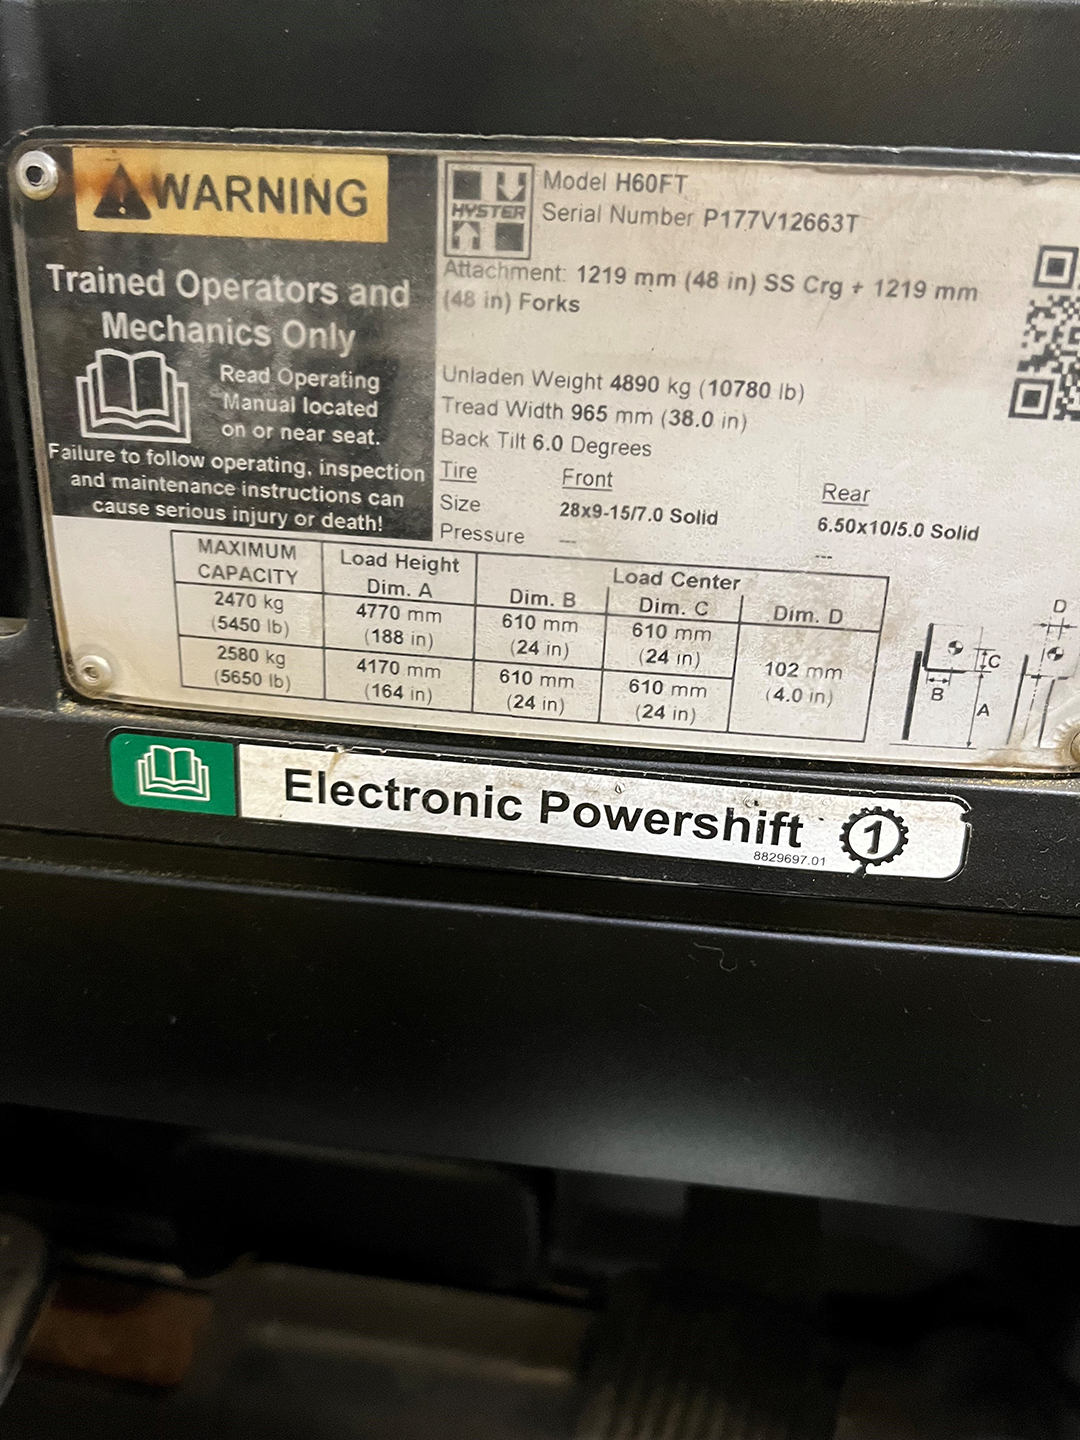 WARNING
Trained Operators and
Mechanics Only
Read Operating
Manual located
on or near seat.
Failure to follow operating, inspection
and maintenance instructions can
cause serious injury or death!
HYSTER
Model H60FT
Serial Number P177V12663T
Attachment: 1219 mm (48 in) SS Crg + 1219 mm
(48 in) Forks
Unladen Weight 4890 kg (10780 lb)
Tread Width 965 mm (38.0 in)
Back Tilt 6.0 Degrees
Tire Front Rear
Size 28x9-15/7.0 Solid 6.50x10/5.0 Solid
Pressure --- ---
MAXIMUM
CAPACITY
Load Height
Dim. A
Load Center
Dim. B Dim. C Dim. D
2470 kg 4770 mm 610 mm 610 mm
(5450 lb) (188 in) (24 in) (24 in)
2580 kg 4170 mm 610 mm 610 mm
(5650 lb) (164 in) (24 in) (24 in)
102 mm
(4.0 in)
D
C
B
A
Electronic Powershift 1
8829697.01